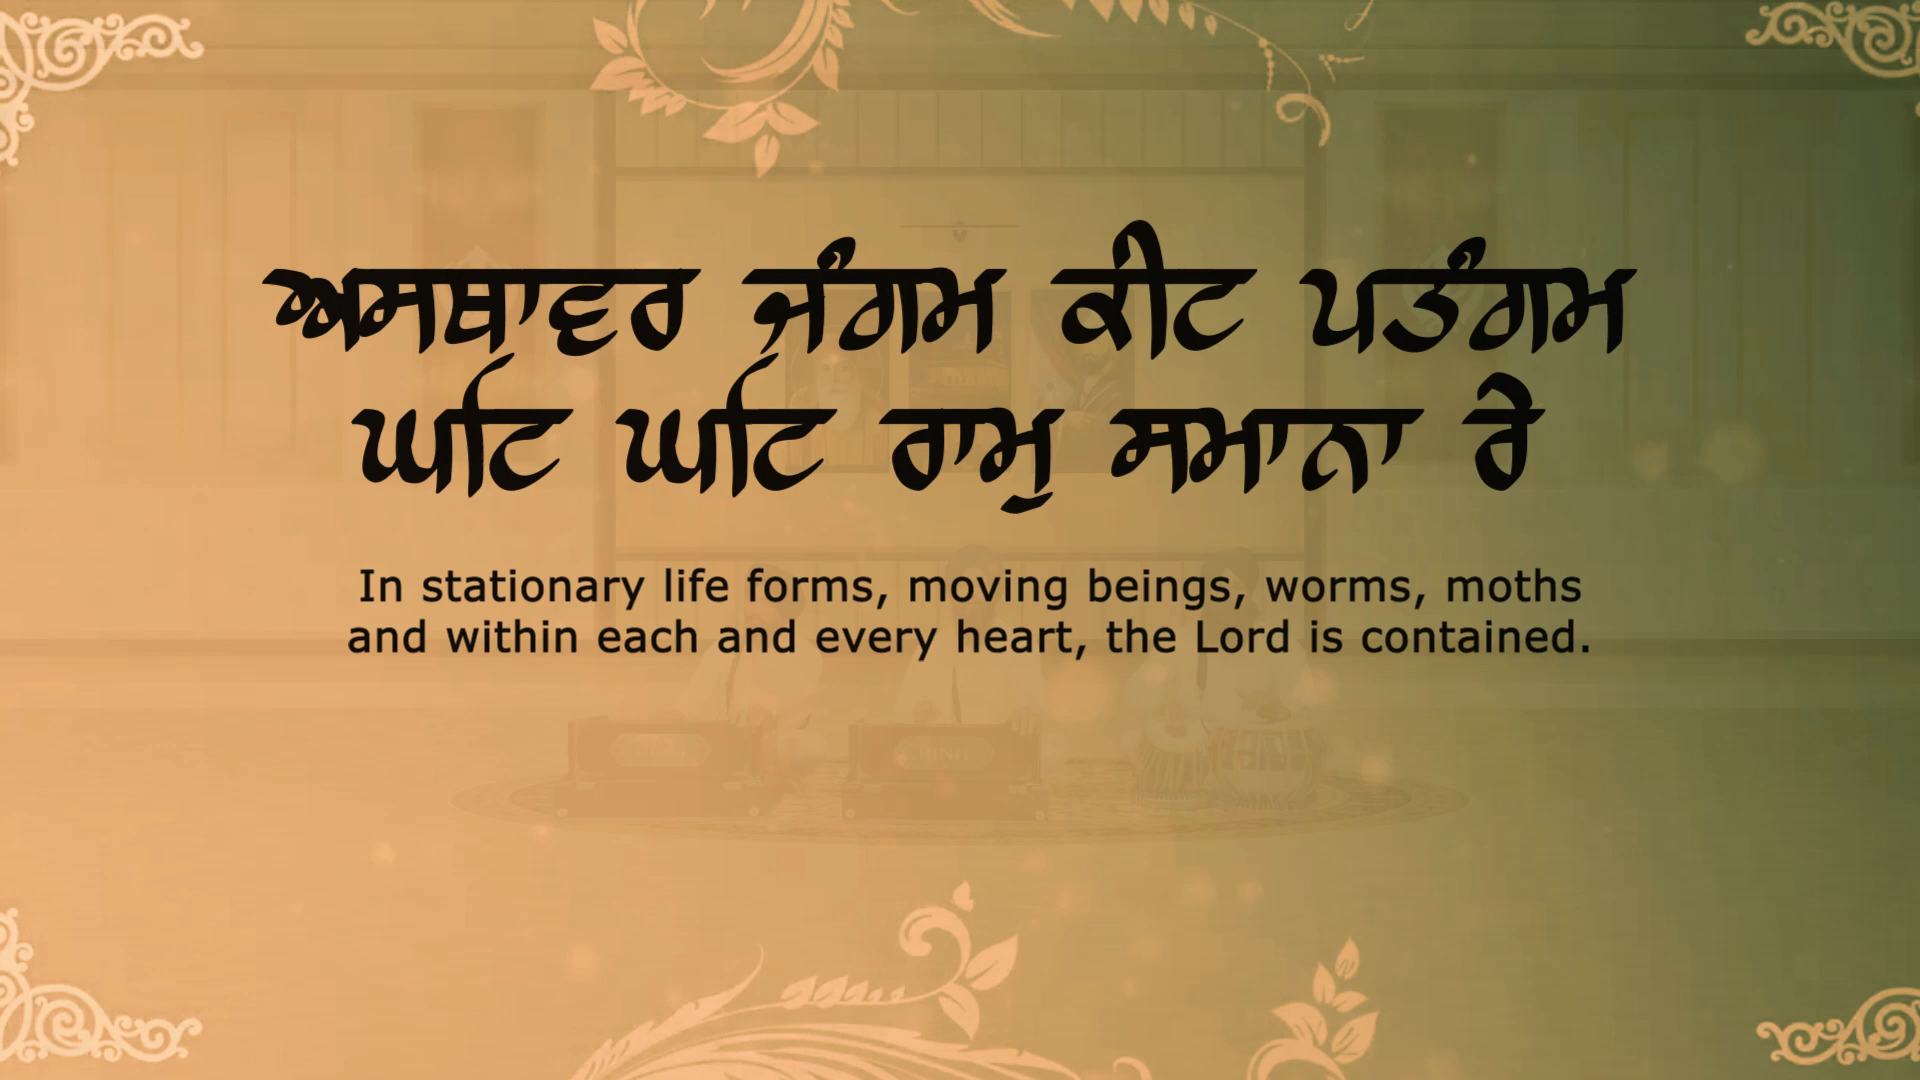 ਅਸਥਾਵਰ ਜੰਗਮ ਕੀਟ ਪਤੰਗਮ
ਘਟਿ ਘਟਿ ਰਾਮੁ ਸਮਾਨਾ ਰੇ
In stationary life forms, moving beings, worms, moths
and within each and every heart, the Lord is contained.